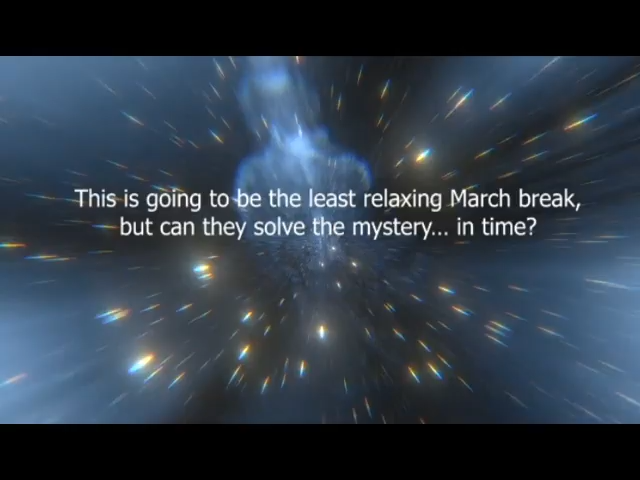 This is going to be the least relaxing March break,
but can they solve the mystery... in time?